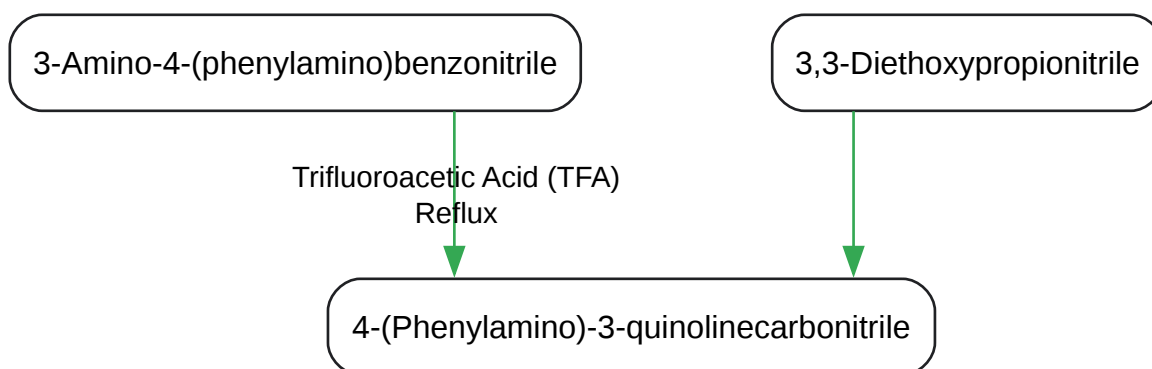 3-Amino-4-(phenylamino)benzonitrile
3,3-Diethoxypropionitrile
Trifluoroacetic Acid (TFA)
Reflux
4-(Phenylamino)-3-quinolinecarbonitrile